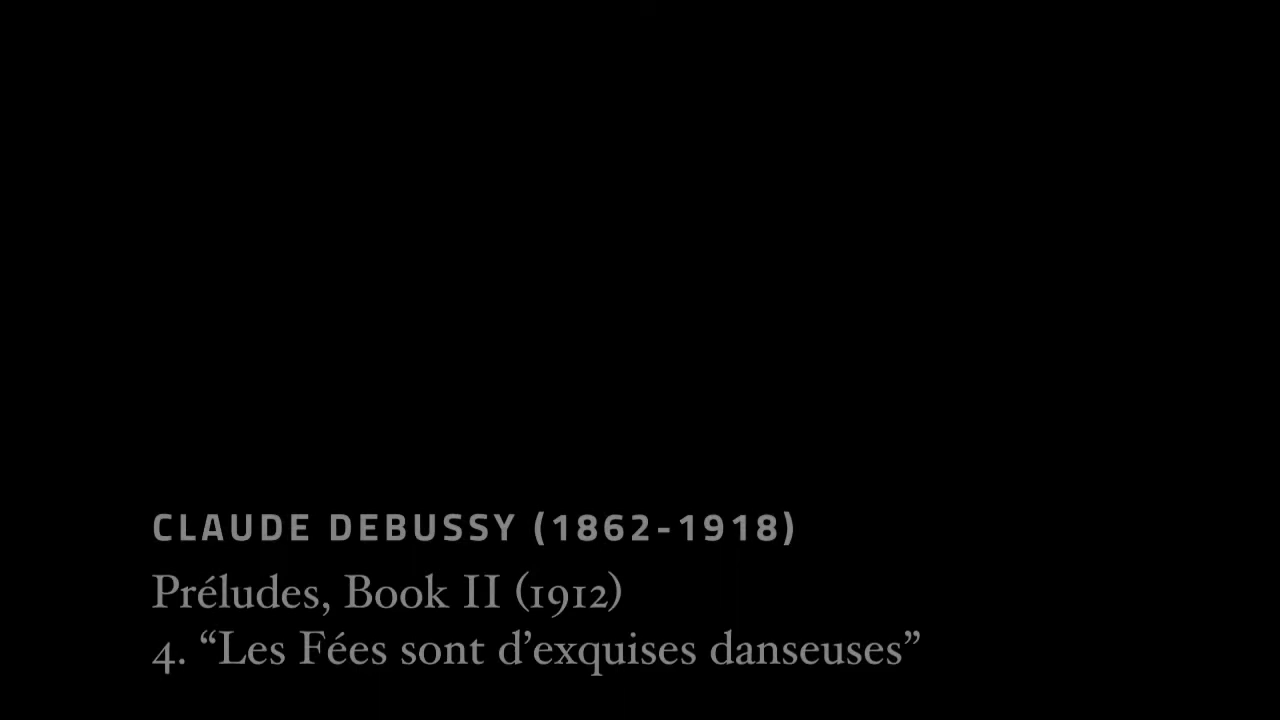 CLAUDE DEBUSSY (1862-1918)
Préludes, Book II (1912)
4. “Les Fées sont d’exquises danseuses”